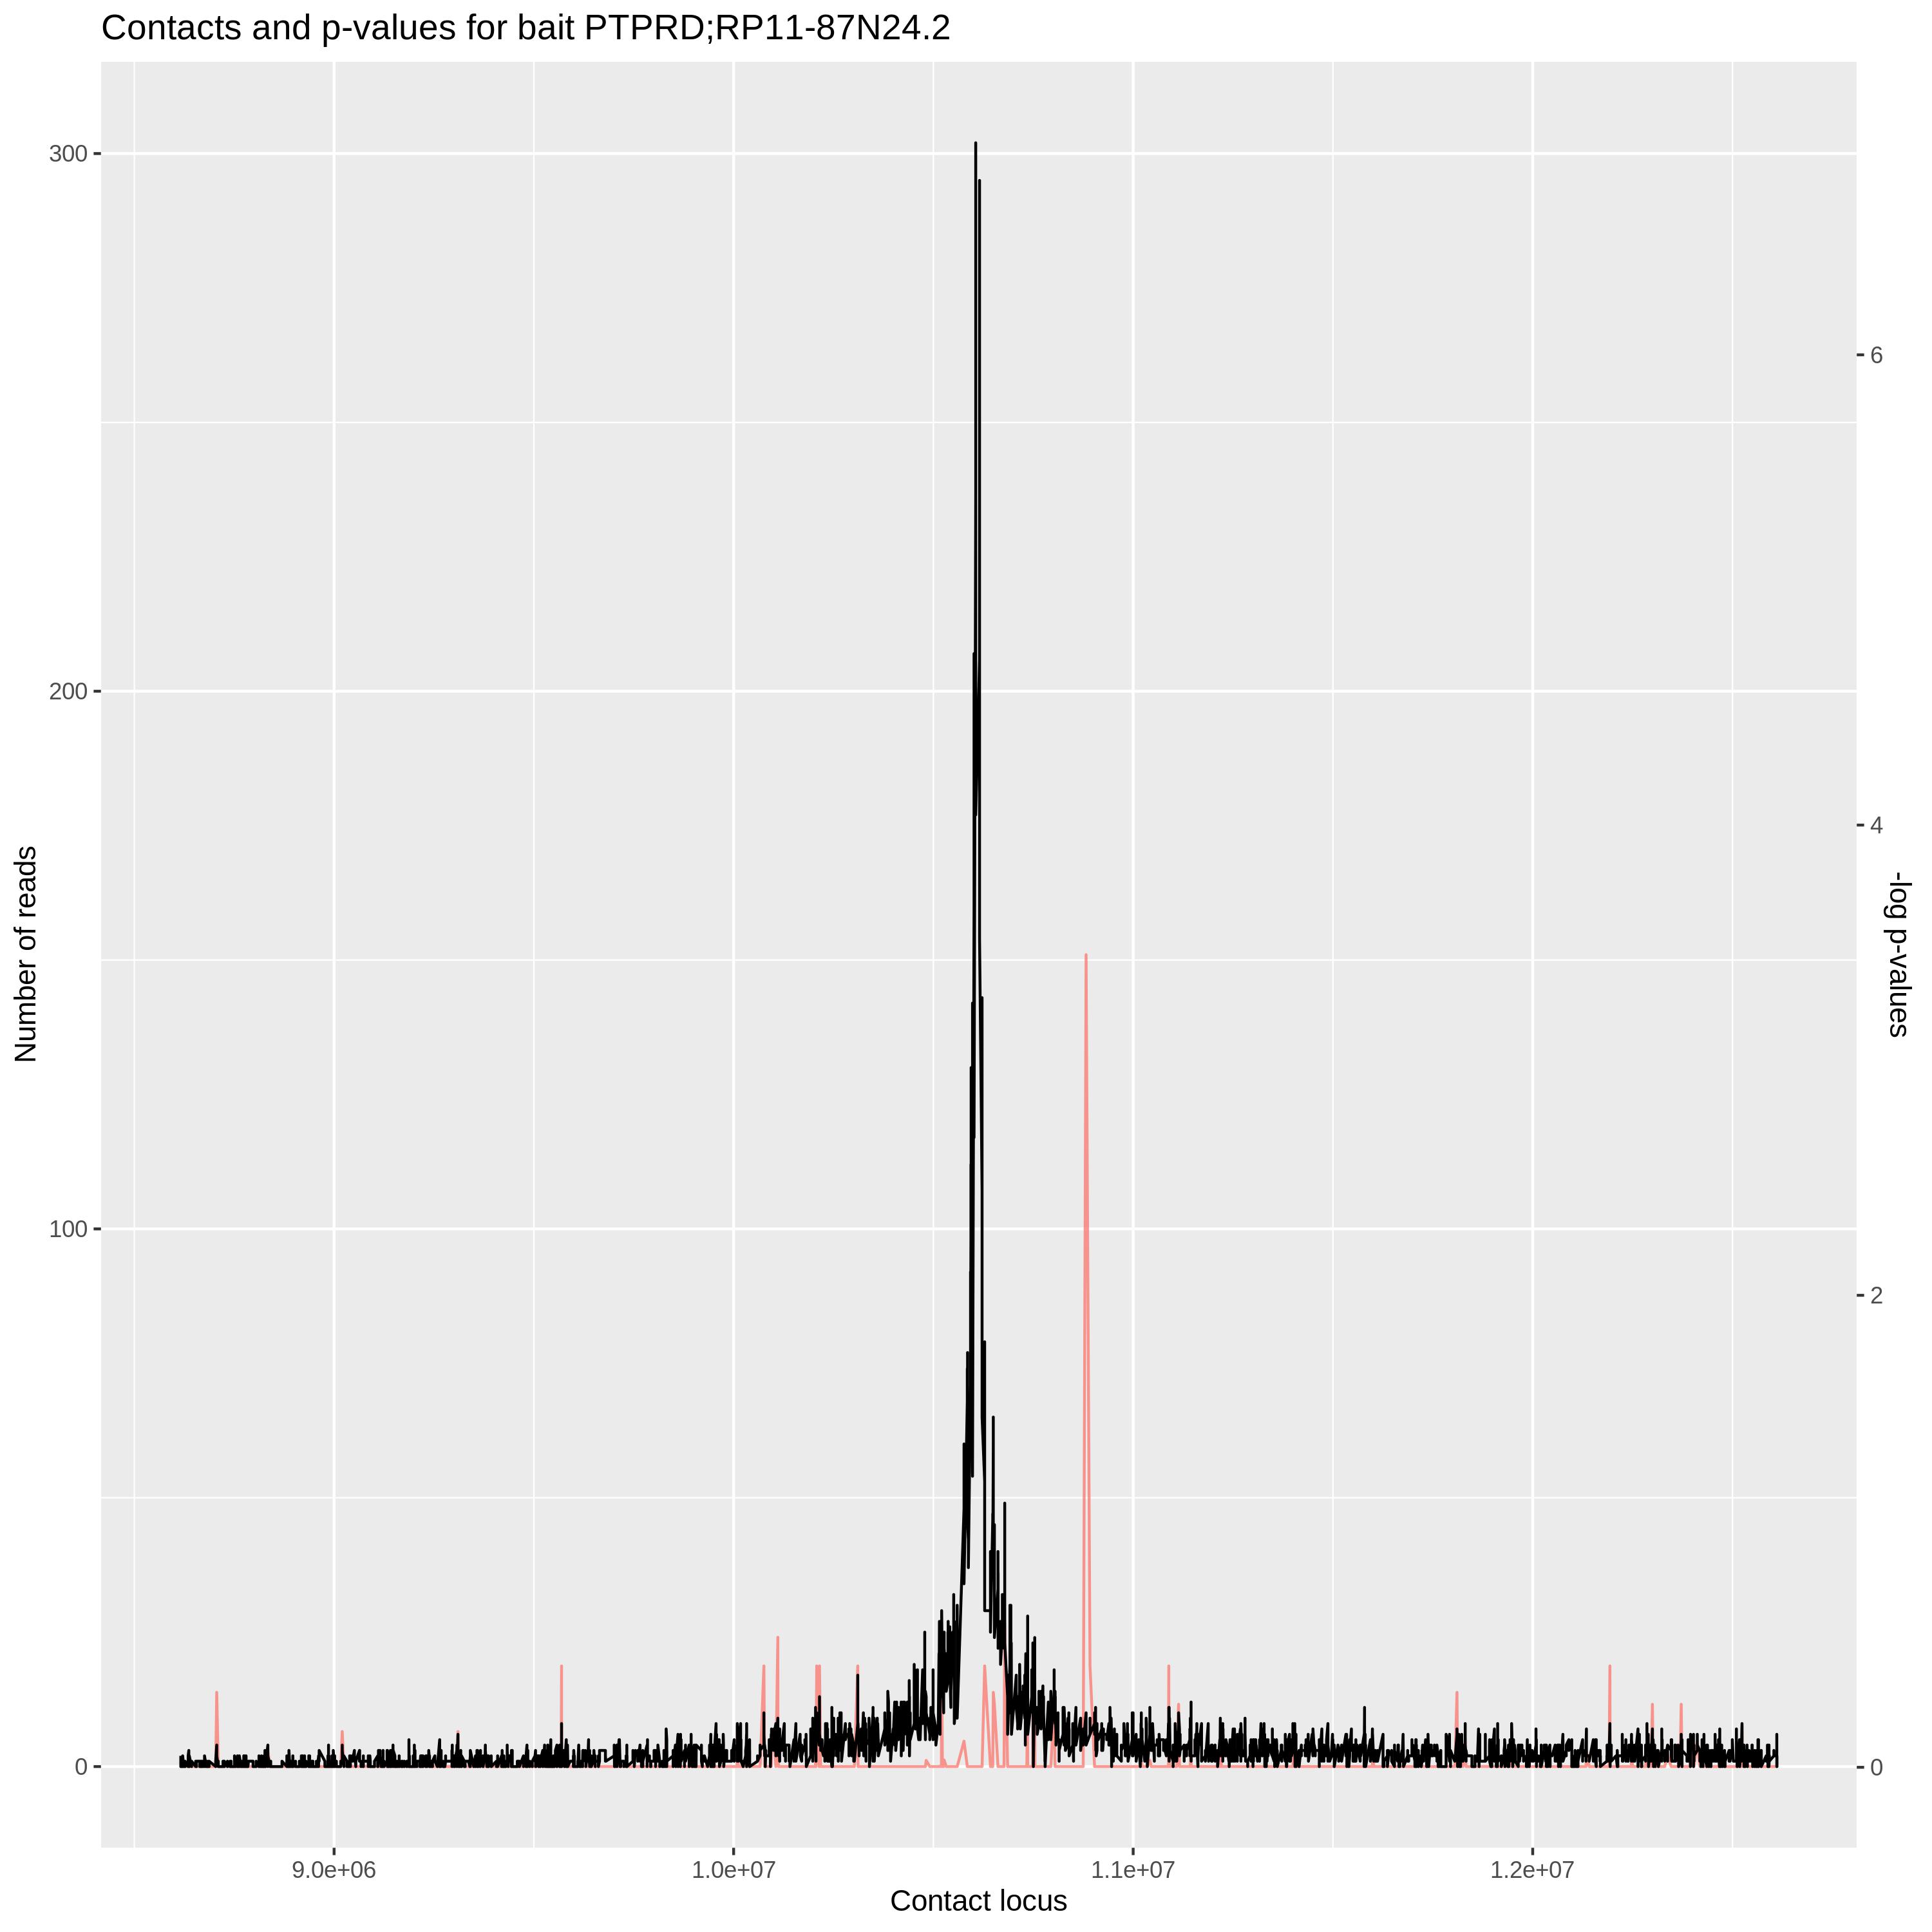 Contacts and p-values for bait PTPRD;RP11-87N24.2
300
200
100
0
Number of reads
6
4
2
0
-log p-values
9.0e+06
1.0e+07
1.1e+07
1.2e+07
Contact locus